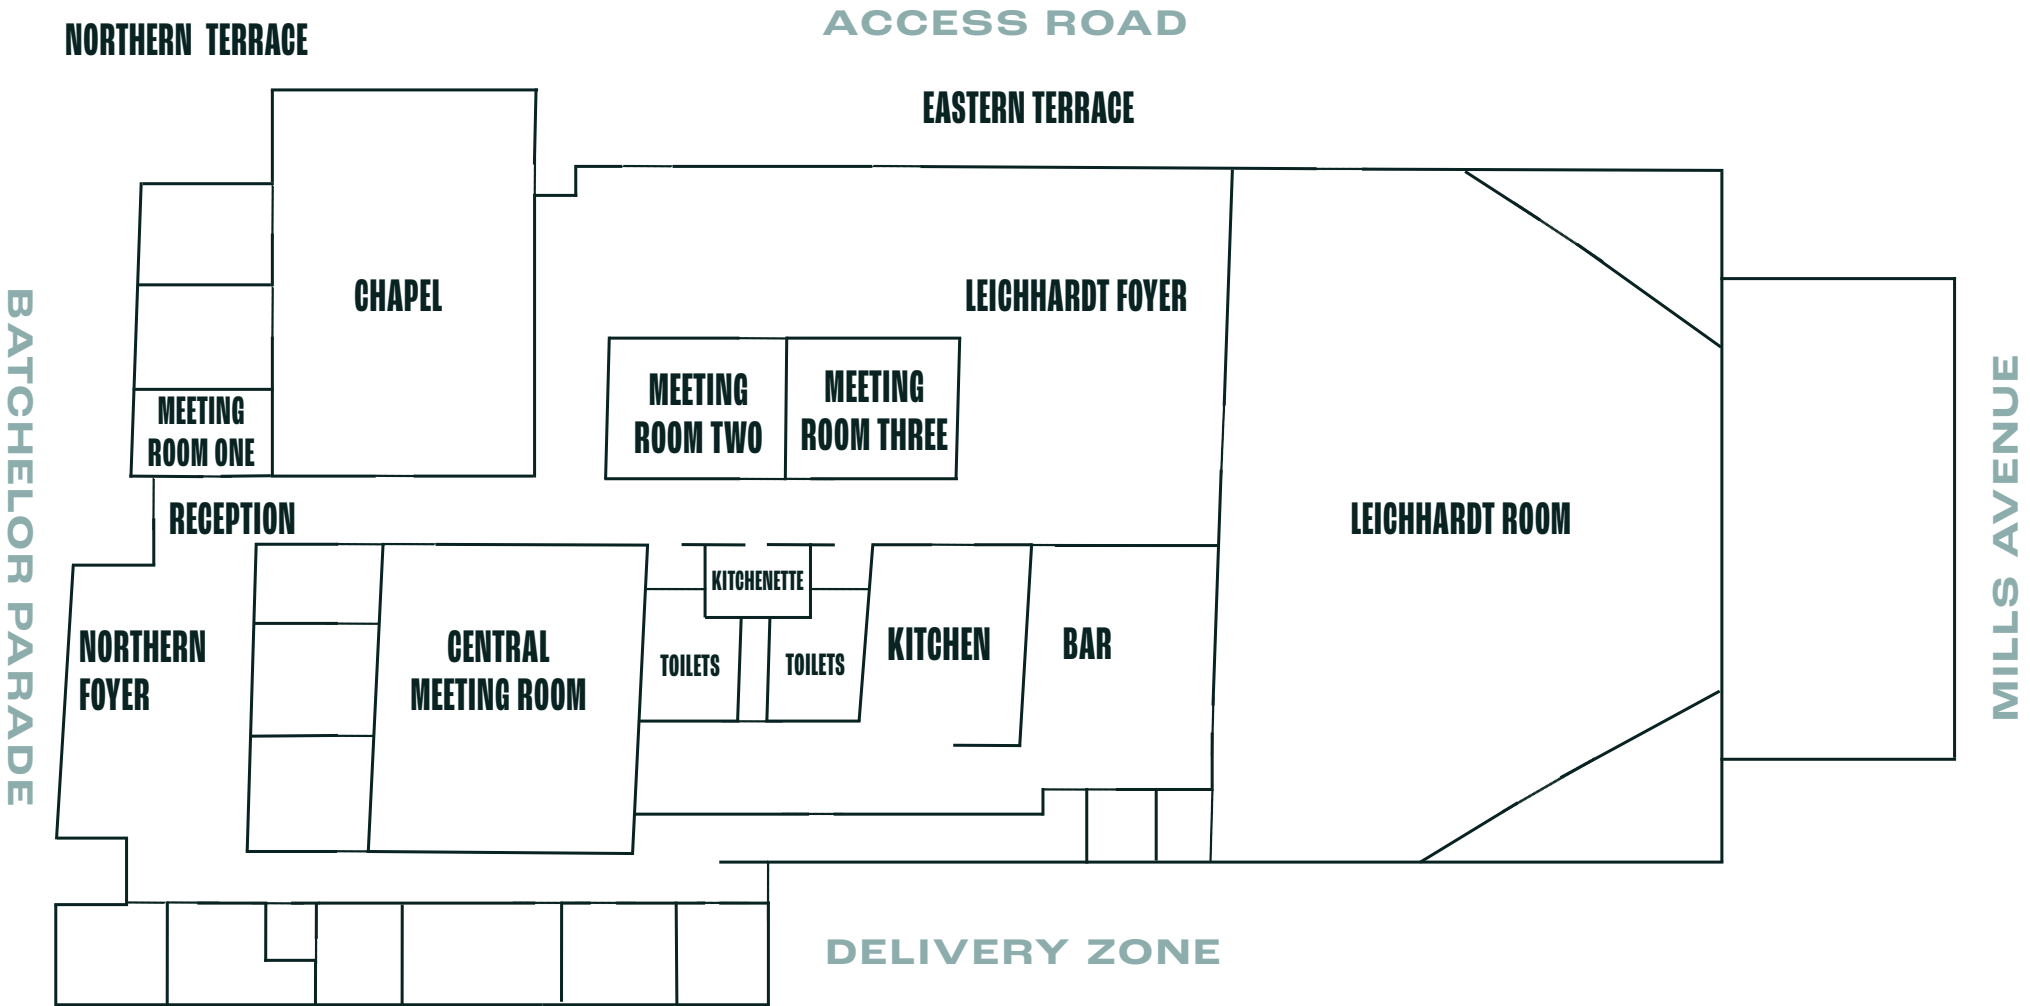 ACCESS ROAD
NORTHERN TERRACE
EASTERN TERRACE
CHAPEL
LEICHHARDT FOYER
MEETING
ROOM ONE
MEETING
ROOM TWO
MEETING
ROOM THREE
RECEPTION
LEICHHARDT ROOM
KITCHENETTE
NORTHERN
FOYER
CENTRAL
MEETING ROOM
TOILETS
TOILETS
KITCHEN
BAR
BATCHELOR PARADE
MILLS AVENUE
DELIVERY ZONE